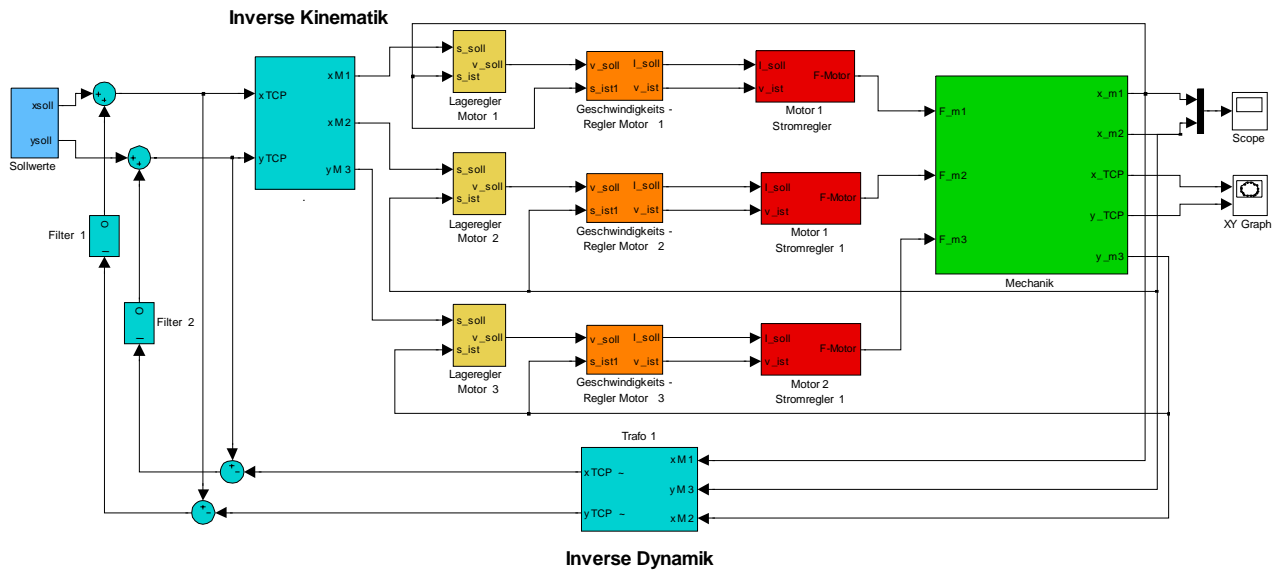 Inverse Kinematik
xsoll
ysoll
Sollwerte
xTCP
yTCP
xM1
xM2
yM3
.
s_soll
s_ist
v_soll
Lageregler
Motor 1
v_soll
s_ist1
I_soll
v_ist
Geschwindigkeits -
Regler Motor 1
I_soll
v_ist
F-Motor
Motor 1
Stromregler
s_soll
s_ist
v_soll
Lageregler
Motor 2
v_soll
s_ist1
I_soll
v_ist
Geschwindigkeits -
Regler Motor 2
I_soll
v_ist
F-Motor
Motor 1
Stromregler 1
s_soll
s_ist
v_soll
Lageregler
Motor 3
v_soll
s_ist1
I_soll
v_ist
Geschwindigkeits -
Regler Motor 3
I_soll
v_ist
F-Motor
Motor 2
Stromregler 1
F_m1
F_m2
F_m3
x_m1
x_m2
x_TCP
y_TCP
y_m3
Mechanik
Scope
XY Graph
Filter 1
O
I
Filter 2
O
I
Trafo 1
xTCP ~
yTCP ~
xM1
yM3
xM2
Inverse Dynamik